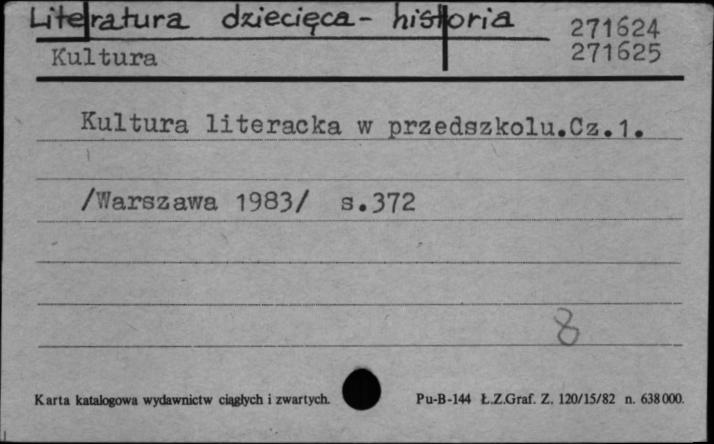 Literatura dziecięca - historia
271624
Kultura
271625
Kultura literacka w przedszkolu.Cz.1.
/Warszawa 1983/ s.372
8
Karta katalogowa wydawnictw ciągłych i zwartych.
Pu-B-144 Ł.Z.Graf. Z. 120/15/82 n. 638000.